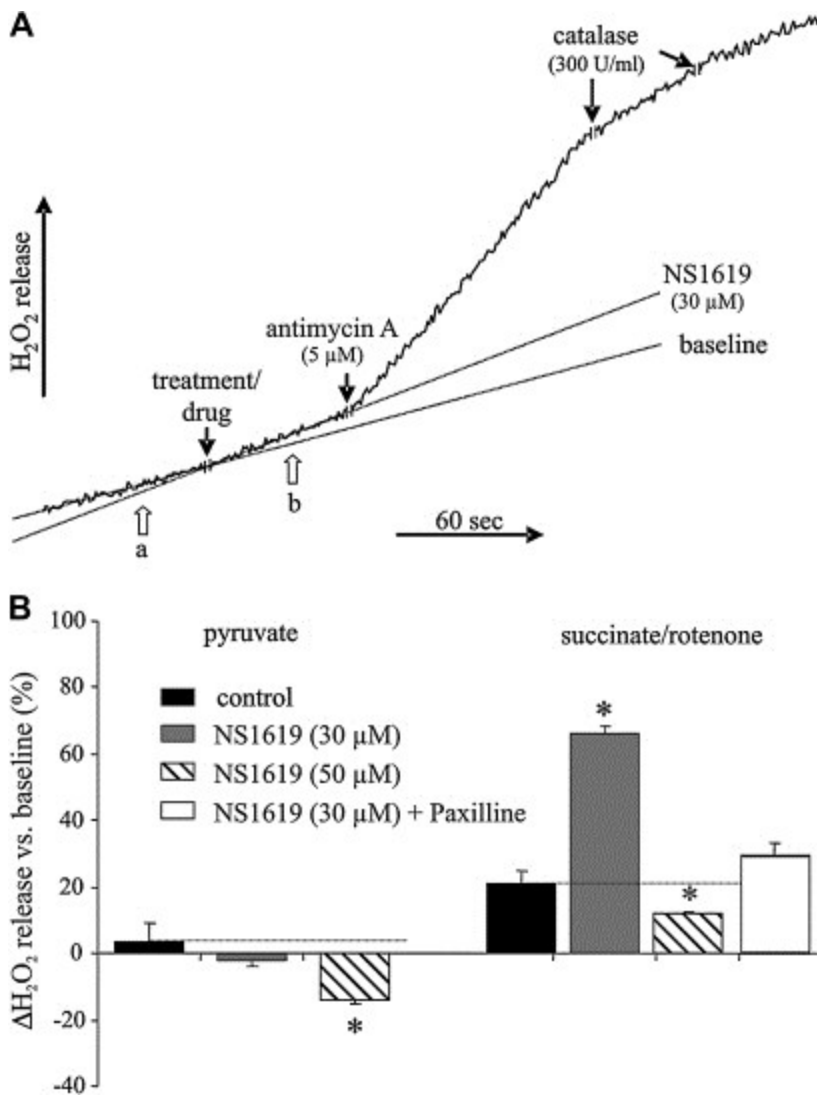 A
catalase
(300 U/ml)
H₂O₂ release
NS1619
(30 µM)
antimycin A
(5 µM)
baseline
treatment/
drug
b
a
60 sec
B
ΔH₂O₂ release vs. baseline (%)
100
80
60
40
20
0
-20
-40
pyruvate
succinate/rotenone
control
NS1619 (30 µM)
NS1619 (50 µM)
NS1619 (30 µM) + Paxilline
*
*
*